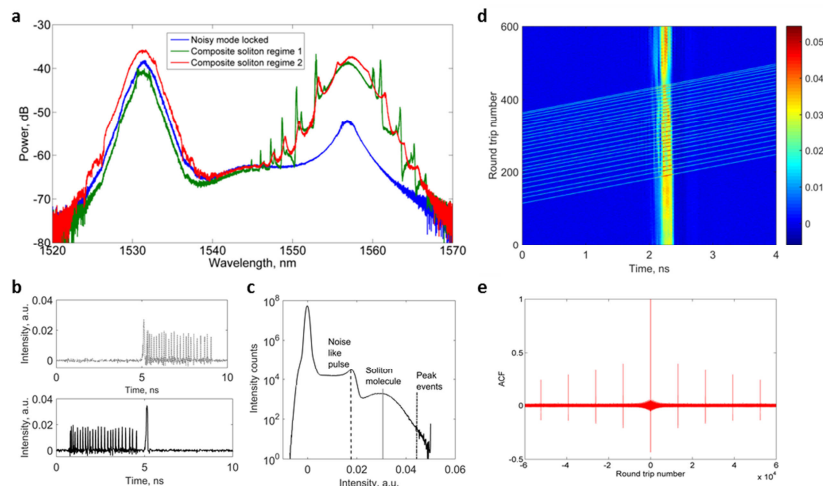 a
-30
-40
-50
-60
-70
-80
Power, dB
Noisy mode locked
Composite soliton regime 1
Composite soliton regime 2
1520 1530 1540 1550 1560 1570
Wavelength, nm
b
0.04
0.02
0
Intensity, a.u.
0 5 10
Time, ns
0.04
0.02
0
Intensity, a.u.
0 5 10
Time, ns
c
10^8
10^6
10^4
10^2
10^0
Intensity counts
Noise
like
pulse
Soliton
molecule
Peak
events
0 0.02 0.04 0.06
Intensity, a.u.
d
600
400
200
0
Round trip number
0 1 2 3 4
Time, ns
0.05
0.04
0.03
0.02
0.01
0
e
1
0.5
0
-0.5
ACF
-6 -4 -2 0 2 4 6
Round trip number
x 10^4